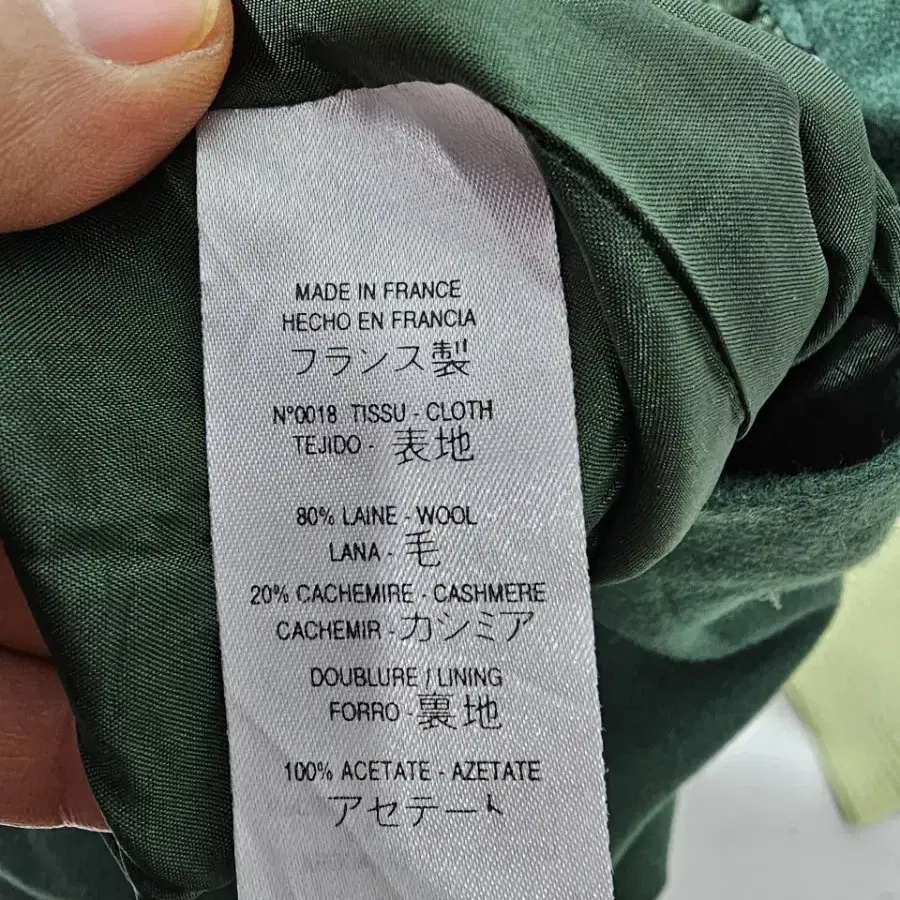 MADE IN FRANCE
HECHO EN FRANCIA
フランス製
N°0018 TISSU - CLOTH
TEJIDO - 表地
80% LAINE - WOOL
LANA - 毛
20% CACHEMIRE - CASHMERE
CACHEMIR - カシミア
DOUBLURE / LINING
FORRO - 裏地
100% ACETATE - AZETATE
アセテート